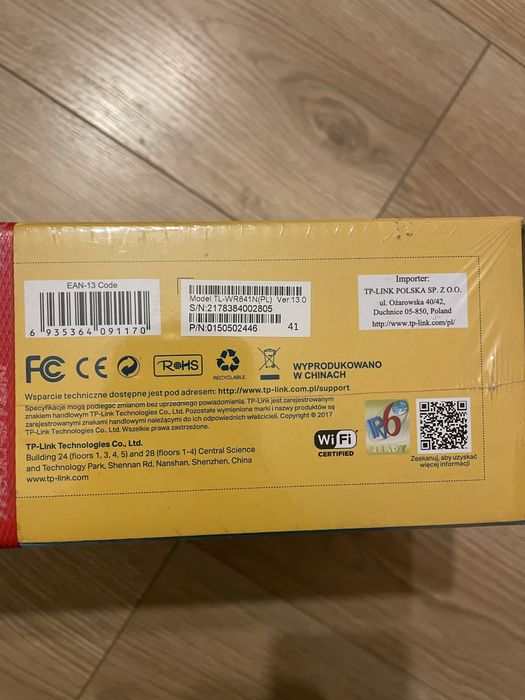 EAN-13 Code
6 935364 091170
Model:TL-WR841N(PL) Ver:13.0
S/N:2178384002805
P/N:0150502446 41
Importer:
TP-LINK POLSKA SP. Z O.O.
ul. Ożarowska 40/42,
Duchnice 05-850, Poland
http://www.tp-link.com/pl/
FC CE
RoHS
RECYCLABLE
WYPRODUKOWANO
W CHINACH
Wsparcie techniczne dostępne jest pod adresem: http://www.tp-link.com.pl/support
Specyfikacje mogą podlegać zmianom bez uprzedniego powiadomienia. TP-Link jest zarejestrowanym
znakiem handlowym TP-Link Technologies Co., Ltd. Pozostałe wymienione marki i nazwy produktów są
zarejestrowanymi znakami handlowymi należącymi do ich odpowiednich właścicieli. Copyright © 2017
TP-Link Technologies Co., Ltd. Wszelkie prawa zastrzeżone.
TP-Link Technologies Co., Ltd.
Building 24 (floors 1, 3, 4, 5) and 28 (floors 1-4) Central Science
and Technology Park, Shennan Rd, Nanshan, Shenzhen, China
www.tp-link.com
Wi Fi
CERTIFIED
IPv6
READY
Zeskanuj, aby uzyskać
więcej informacji